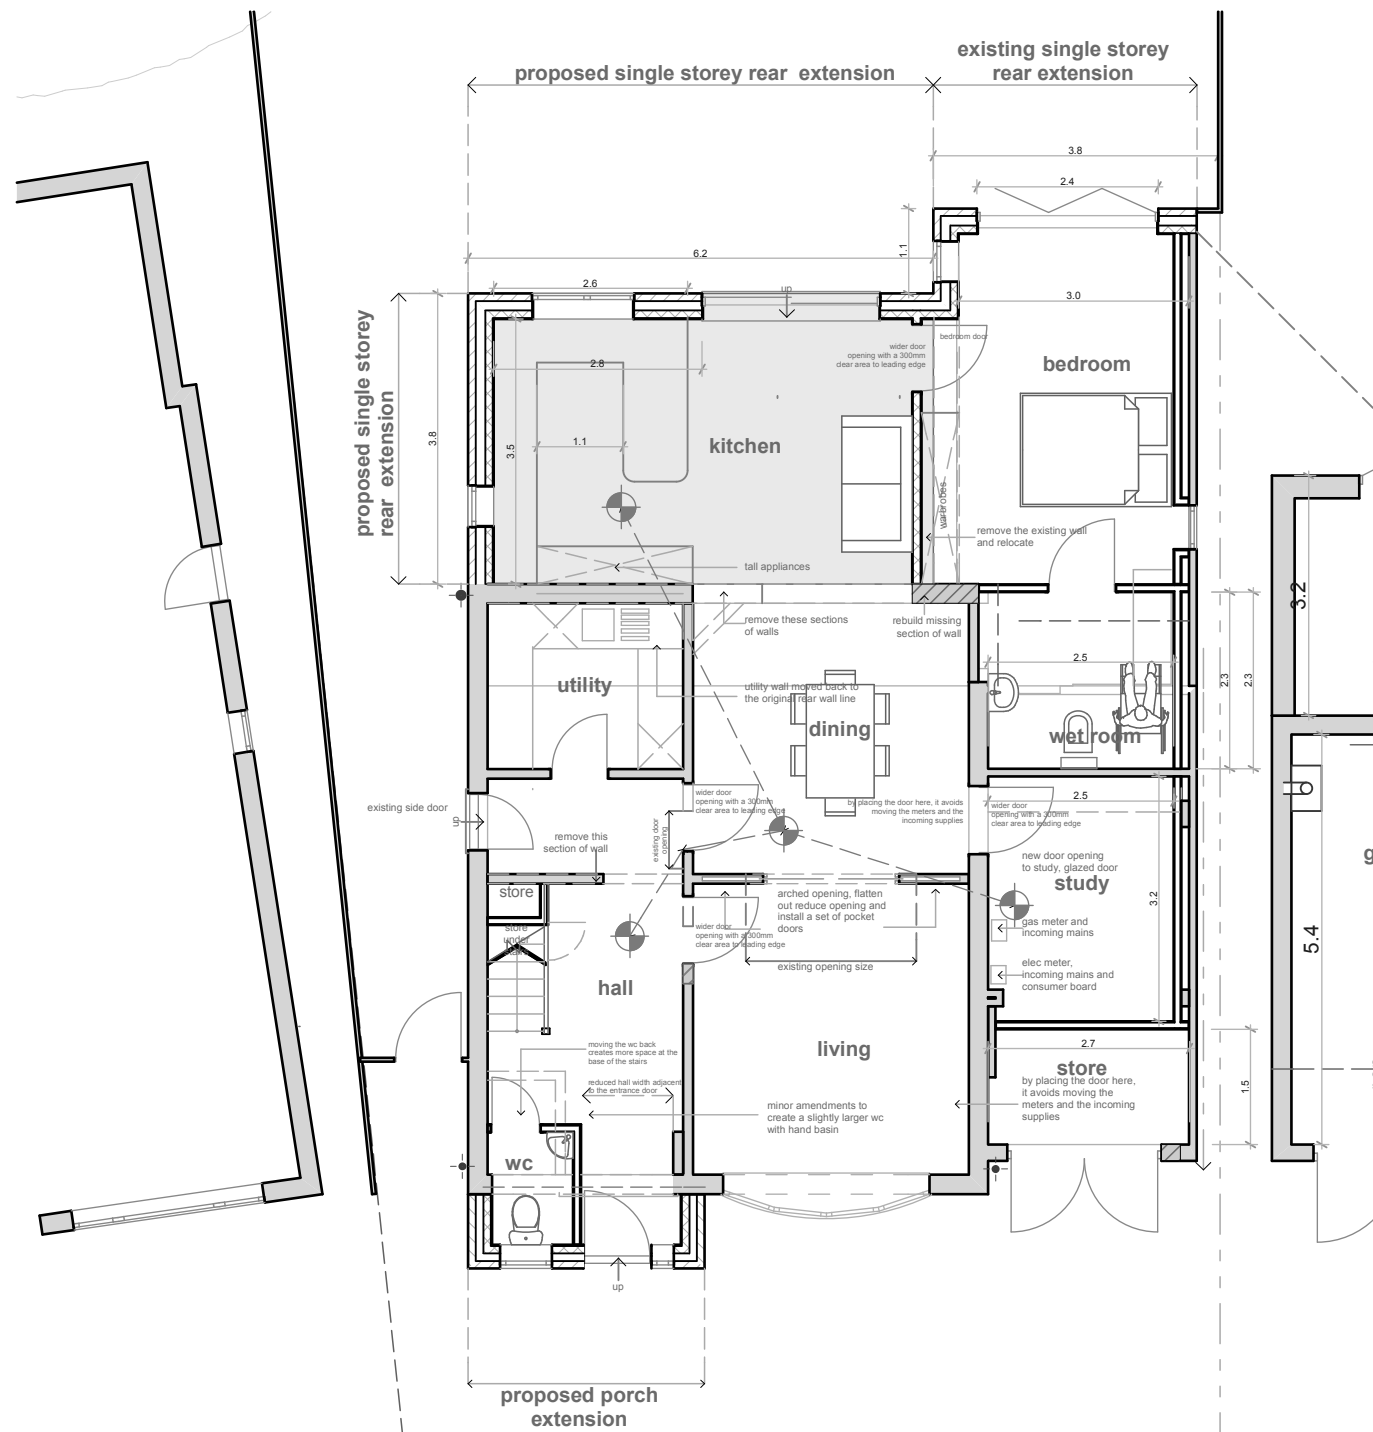 existing single storey
rear extension
proposed single storey rear  extension
3.8
2.4
6.2
1.1
2.6
up
3.0
proposed single storey
rear  extension
3.8
3.5
2.8
1.1
wider door
opening with a 300mm
clear area to leading edge
bedroom door
bedroom
kitchen
wardrobes
remove the existing wall
and relocate
tall appliances
remove these sections
of walls
rebuild missing
section of wall
3.2
utility
utility wall moved back to
the original rear wall line
dining
2.5
wet room
2.3
2.3
existing side door
up
remove this
section of wall
existing door
opening
wider door
opening with a 300mm
clear area to leading edge
by placing the door here, it avoids
moving the meters and the
incoming supplies
2.5
wider door
opening with a 300mm
clear area to leading edge
new door opening
to study, glazed door
study
3.2
g
store
store
under
stairs
arched opening, flatten
out reduce opening and
install a set of pocket
doors
wider door
opening with a 300mm
clear area to leading edge
existing opening size
gas meter and
incoming mains
elec meter,
incoming mains and
consumer board
5.4
hall
living
moving the wc back
creates more space at the
base of the stairs
reduced hall width adjacent
to the entrance door
minor amendments to
create a slightly larger wc
with hand basin
2.7
store
by placing the door here,
it avoids moving the
meters and the incoming
supplies
1.5
wc
up
proposed porch
extension